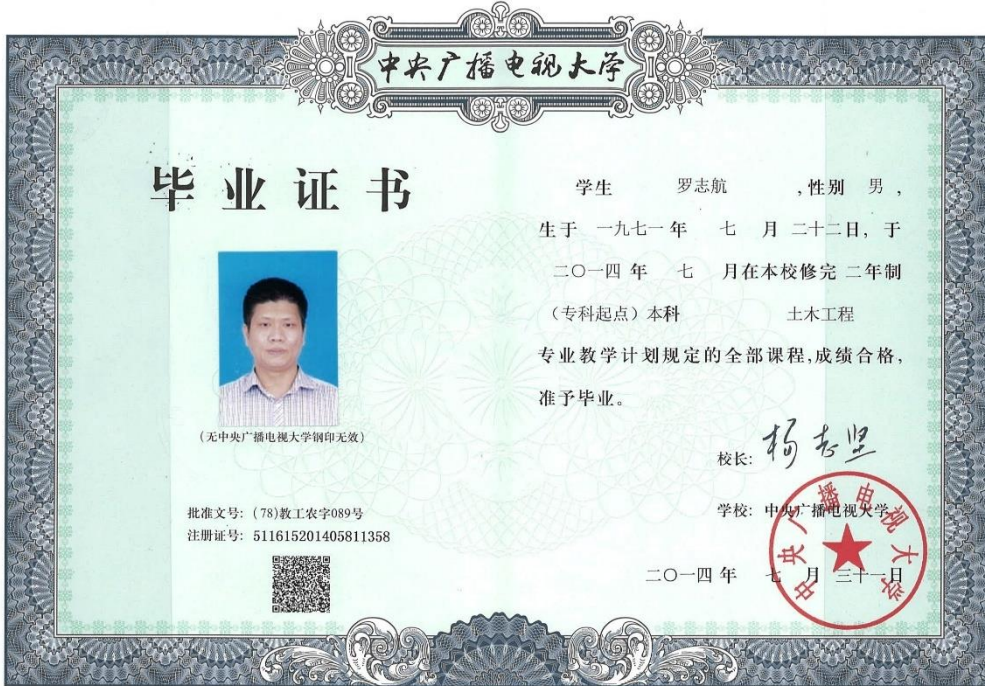 中央广播电视大学
毕业证书
(无中央广播电视大学钢印无效)
批准文号: (78)教工农字089号
注册证号: 511615201405811358
学生 罗志航 ,性别 男 ,
生于 一九七一 年 七 月 二十二日, 于
二〇一四 年 七 月在本校修完 二年制
(专科起点) 本科 土木工程
专业教学计划规定的全部课程,成绩合格,
准予毕业。
校长: 杨志坚
学校: 中央广播电视大学
二〇一四 年 七 月 三十一日
中央广播电视大学